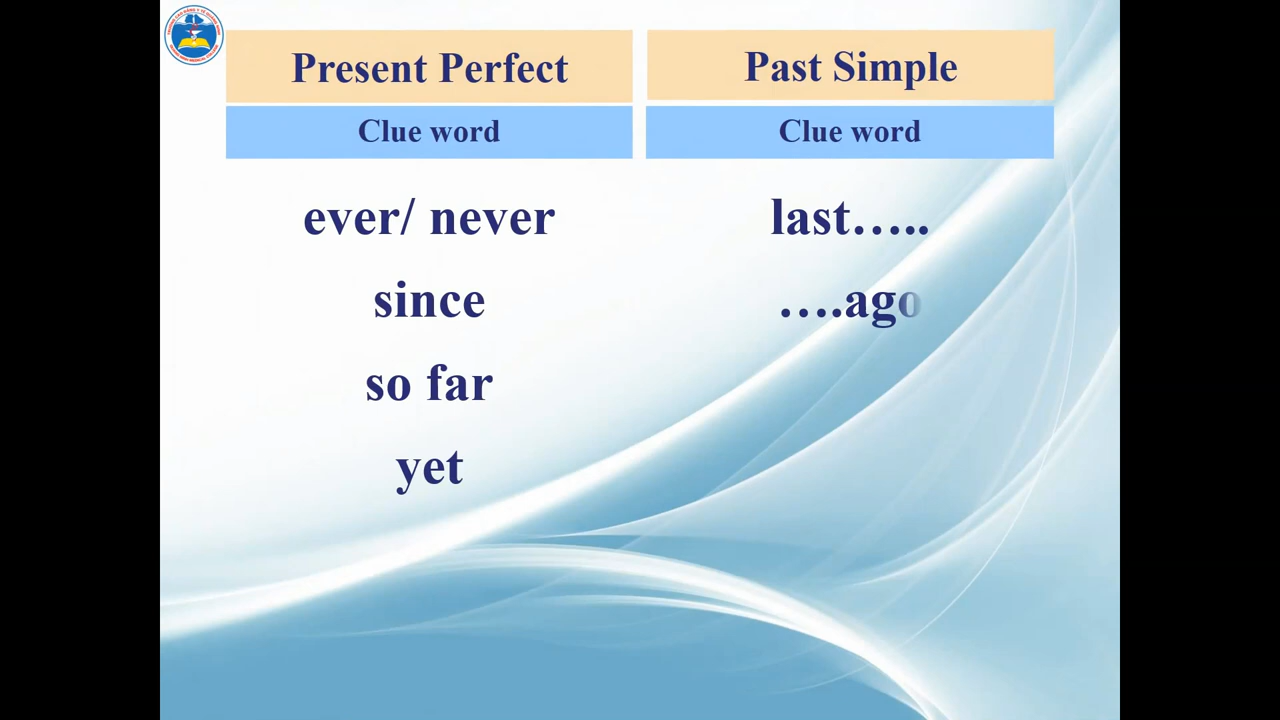 Present Perfect
Past Simple
Clue word
Clue word
ever/ never
last…..
since
….ago
so far
yet